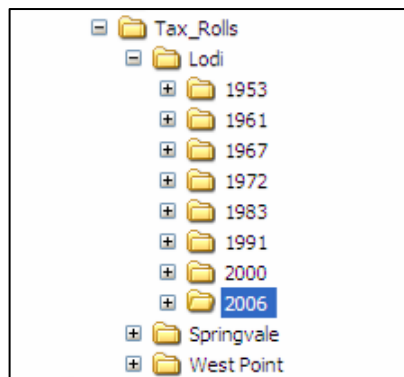 Tax_Rolls
Lodi
1953
1961
1967
1972
1983
1991
2000
2006
Springvale
West Point